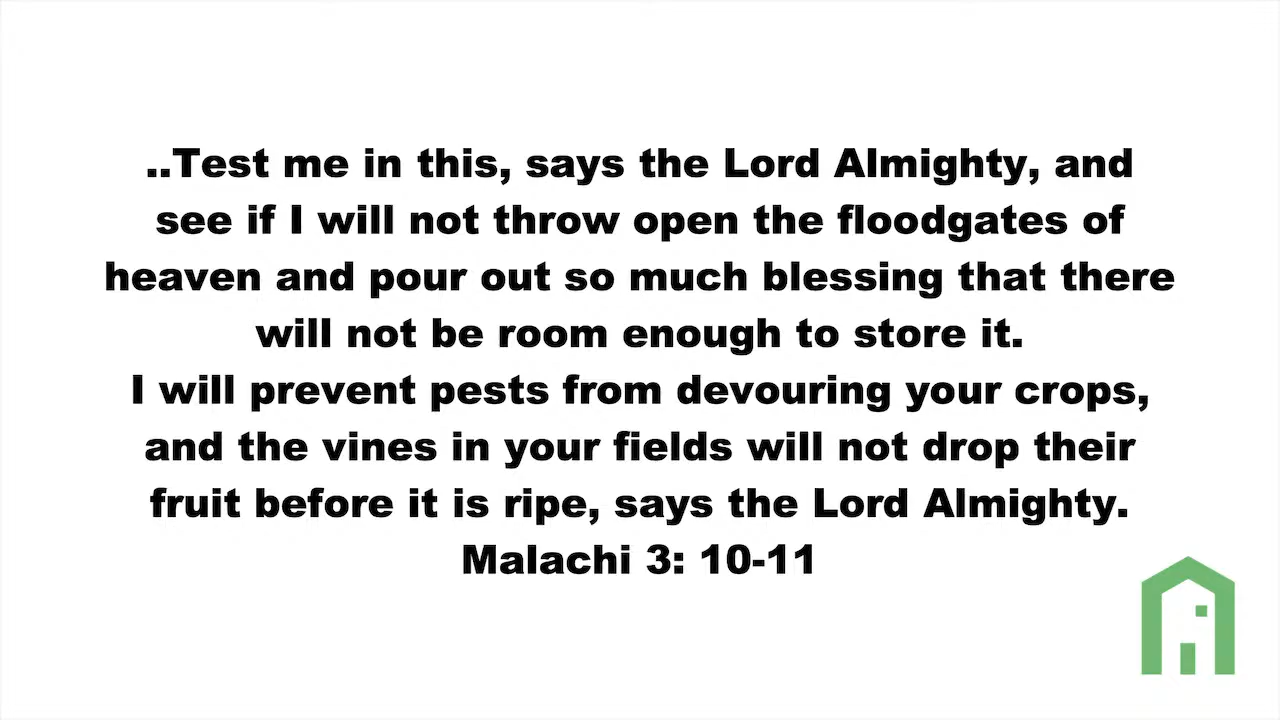 ..Test me in this, says the Lord Almighty, and
see if I will not throw open the floodgates of
heaven and pour out so much blessing that there
will not be room enough to store it.
I will prevent pests from devouring your crops,
and the vines in your fields will not drop their
fruit before it is ripe, says the Lord Almighty.
Malachi 3: 10-11